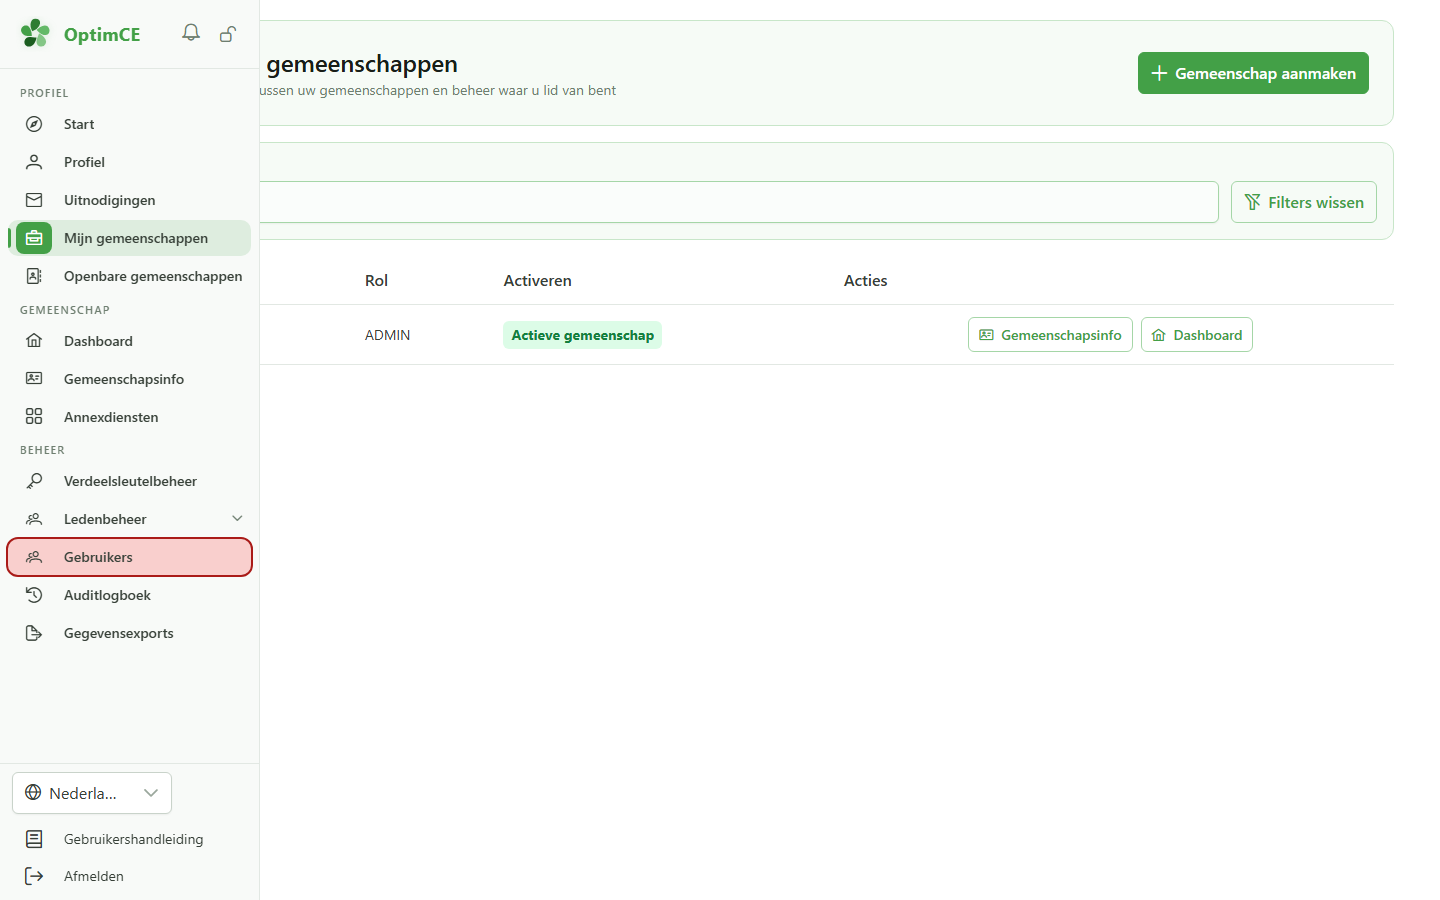 OptimCE
PROFIEL
Start
Profiel
Uitnodigingen
Mijn gemeenschappen
Openbare gemeenschappen
GEMEENSCHAP
Dashboard
Gemeenschapsinfo
Annexdiensten
BEHEER
Verdeelsleutelbeheer
Ledenbeheer
Gebruikers
Auditlogboek
Gegevensexports
Nederla...
Gebruikershandleiding
Afmelden
gemeenschappen
ussen uw gemeenschappen en beheer waar u lid van bent
Gemeenschap aanmaken
Filters wissen
Rol Activeren Acties
ADMIN Actieve gemeenschap Gemeenschapsinfo Dashboard